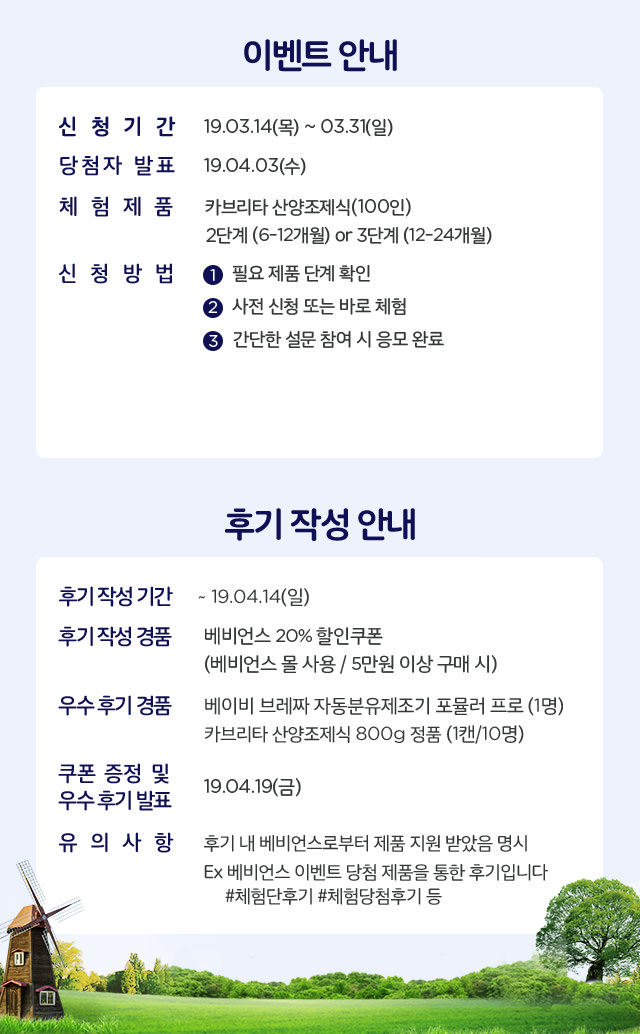 이벤트 안내
신 청 기 간 19.03.14(목) ~ 03.31(일)
당첨자 발표 19.04.03(수)
체 험 제 품 카브리타 산양조제식(100인)
2단계 (6-12개월) or 3단계 (12-24개월)
신 청 방 법 1 필요 제품 단계 확인
2 사전 신청 또는 바로 체험
3 간단한 설문 참여 시 응모 완료
후기 작성 안내
후기 작성 기간 ~ 19.04.14(일)
후기 작성 경품 베비언스 20% 할인쿠폰
(베비언스 몰 사용 / 5만원 이상 구매 시)
우수 후기 경품 베이비 브레짜 자동분유제조기 포뮬러 프로 (1명)
카브리타 산양조제식 800g 정품 (1캔/10명)
쿠폰 증정 및
우수 후기 발표 19.04.19(금)
유 의 사 항 후기 내 베비언스로부터 제품 지원 받았음 명시
Ex 베비언스 이벤트 당첨 제품을 통한 후기입니다
#체험단후기 #체험당첨후기 등